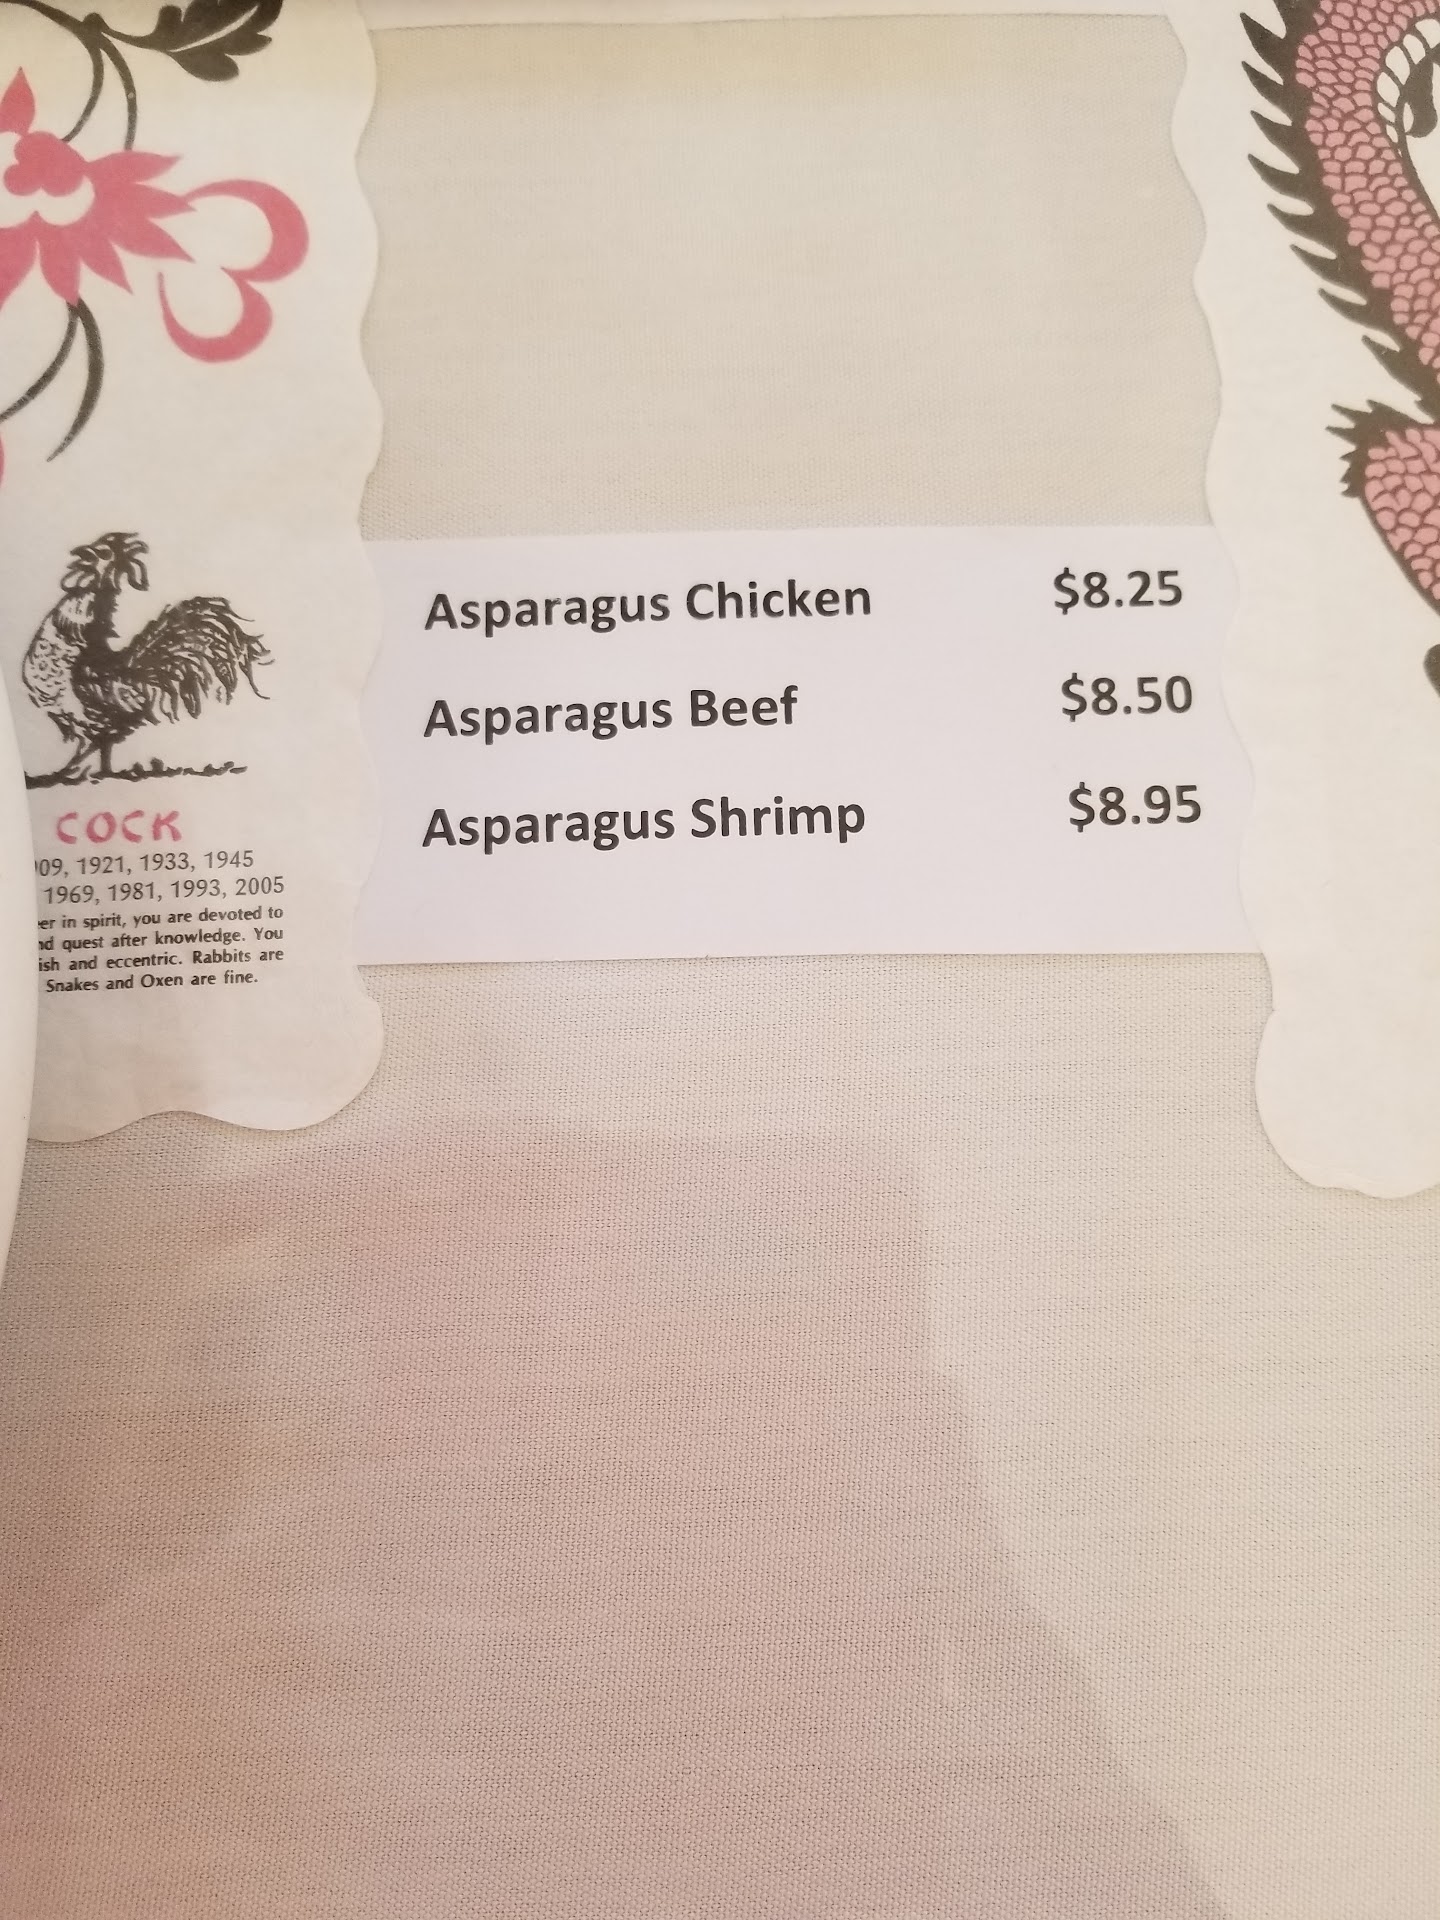 Asparagus Chicken $8.25
Asparagus Beef $8.50
Asparagus Shrimp $8.95
COCK
09, 1921, 1933, 1945
1969, 1981, 1993, 2005
in spirit, you are devoted to
quest after knowledge. You
and eccentric. Rabbits are
Snakes and Oxen are fine.